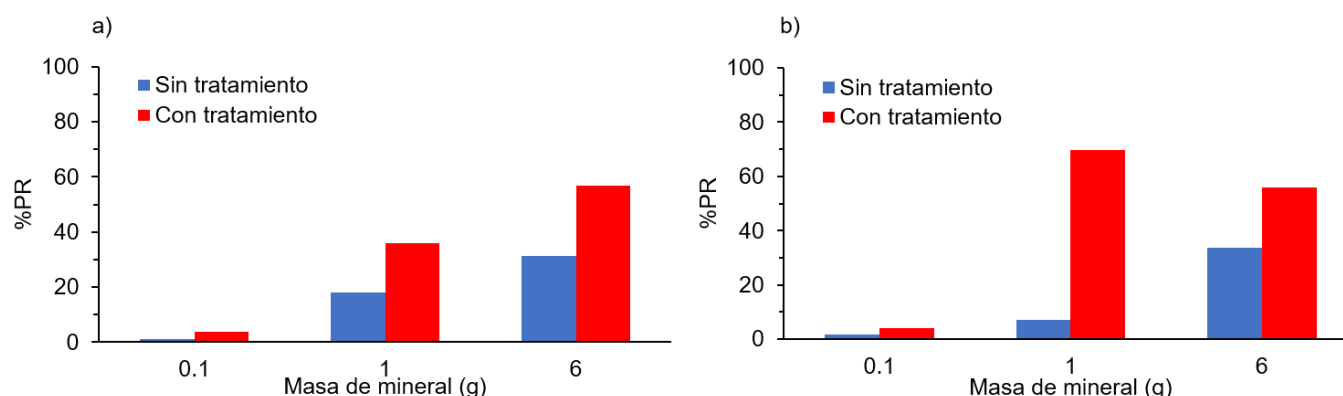 a)
100
80
60
40
20
0
%PR
Sin tratamiento
Con tratamiento
0.1 1 6
Masa de mineral (g)
b)
100
80
60
40
20
0
%PR
Sin tratamiento
Con tratamiento
0.1 1 6
Masa de mineral (g)